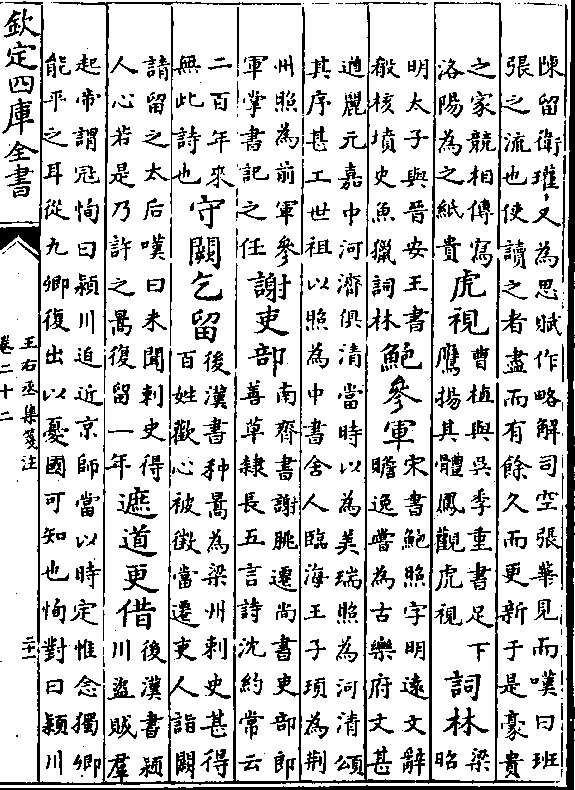 陳留衛瓘又為思賦作略解司空張華見而嘆曰班
張之流也使讀之者盡而有餘久而更新于是豪貴
之家競相傳寫
洛陽為之紙貴
虎視
曹植與吳季重書足下
鷹揚其體鳳觀虎視
詞林
梁
昭
明太子與晉安王書
殽核墳史魚獵詞林
鮑參軍
宋書鮑照字明遠文辭
贍逸嘗為古樂府文甚
遒麗元嘉中河濟俱清當時以為美瑞照為河清頌
其序甚工世祖以照為中書舍人臨海王子頊為荆
州照為前軍參
軍掌書記之任
謝吏部
南齊書謝朓遷尚書吏部郎
善草隸長五言詩沈約常云
二百年來
無此詩也
守闕乞留
後漢書种暠為梁州刺史甚得
百姓歡心被徵當遷吏人詣闕
請留之太后嘆曰未聞刺史得
人心若是乃許之暠復留一年
遮道更借
後漢書潁
川盜賊羣
起帝謂冦恂曰潁川迫近京師當以時定惟念獨卿
能平之耳從九卿復出以憂國可知也恂對曰潁川
欽定四庫全書
王右丞集箋注
卷二十二
二十一